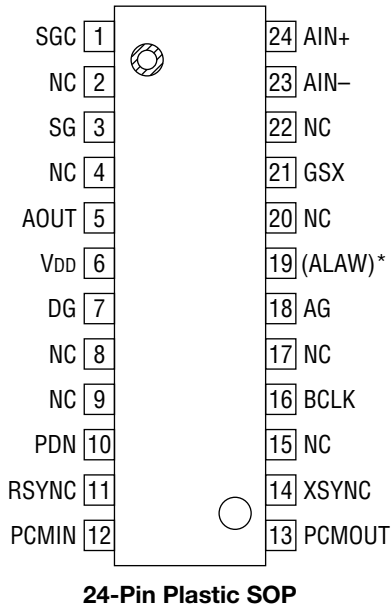 SGC 1 24 AIN+
NC 2 23 AIN–
SG 3 22 NC
NC 4 21 GSX
AOUT 5 20 NC
VDD 6 19 (ALAW)*
DG 7 18 AG
NC 8 17 NC
NC 9 16 BCLK
PDN 10 15 NC
RSYNC 11 14 XSYNC
PCMIN 12 13 PCMOUT
24-Pin Plastic SOP